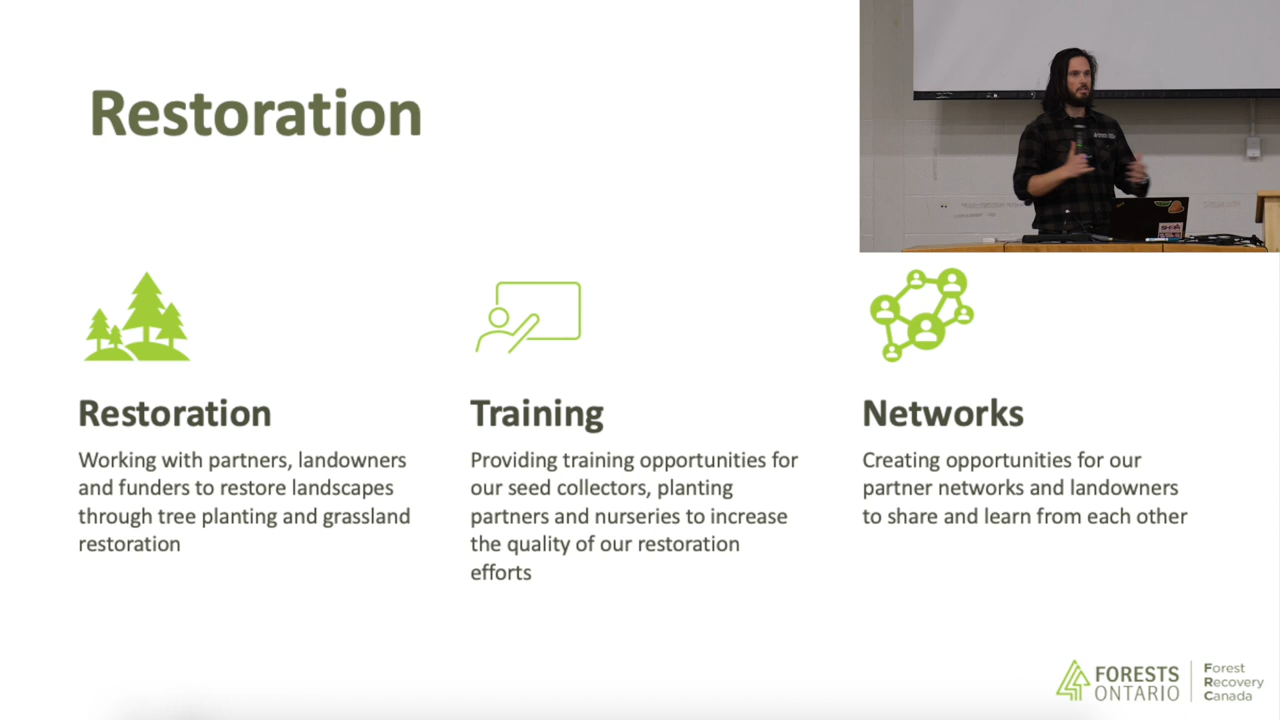 Restoration
Restoration
Working with partners, landowners
and funders to restore landscapes
through tree planting and grassland
restoration
Training
Providing training opportunities for
our seed collectors, planting
partners and nurseries to increase
the quality of our restoration
efforts
Networks
Creating opportunities for our
partner networks and landowners
to share and learn from each other
FORESTS
ONTARIO
Forest
Recovery
Canada